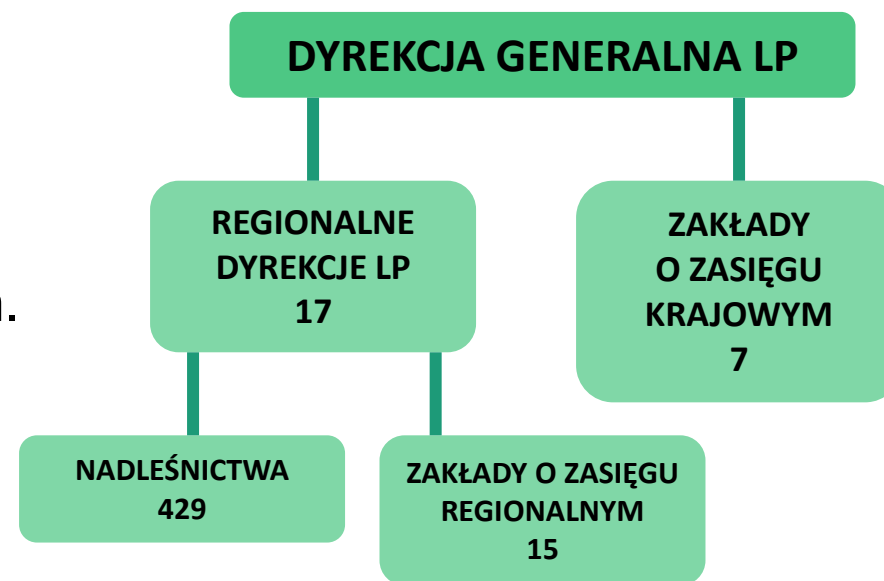 DYREKCJA GENERALNA LP
REGIONALNE
DYREKCJE LP
17
ZAKŁADY
O ZASIĘGU
KRAJOWYM
7
NADLEŚNICTWA
429
ZAKŁADY O ZASIĘGU
REGIONALNYM
15